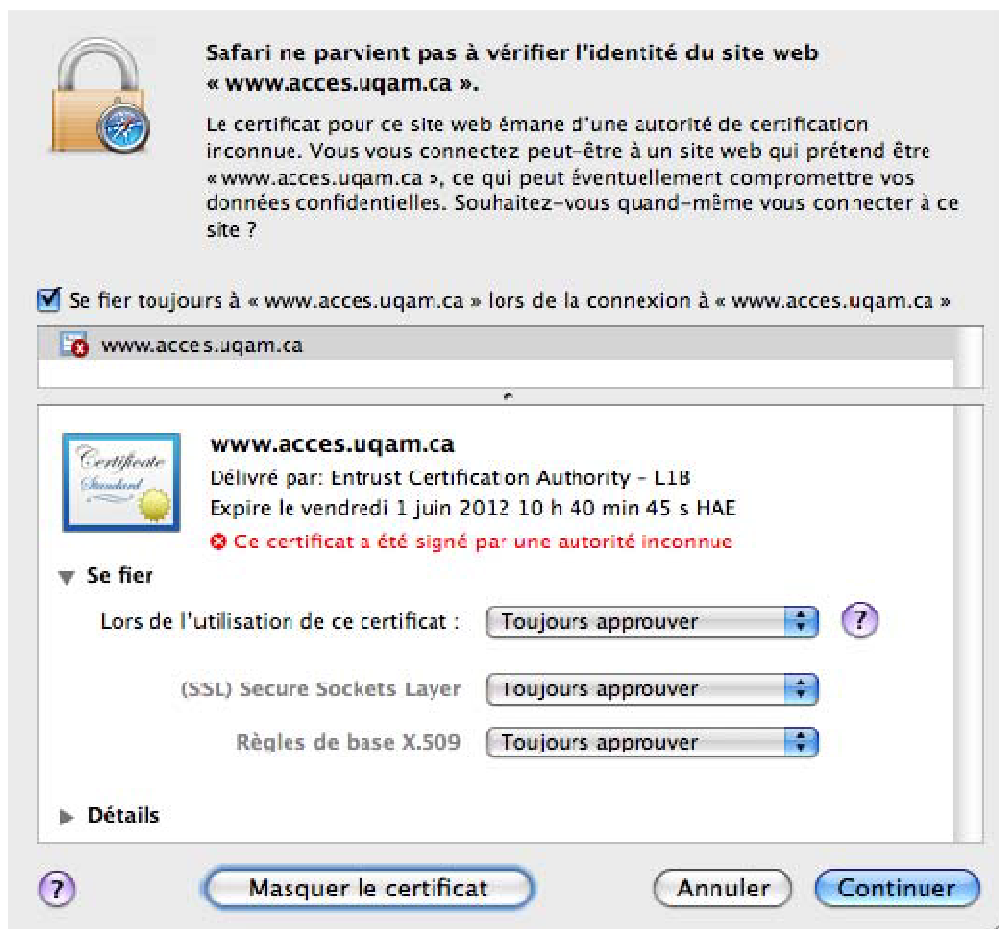 Safari ne parvient pas à vérifier l'identité du site web
« www.acces.uqam.ca ».
Le certificat pour ce site web émane d'une autorité de certification
inconnue. Vous vous connectez peut-être à un site web qui prétend être
« www.acces.uqam.ca », ce qui peut éventuellement compromettre vos
données confidentielles. Souhaitez-vous quand-même vous connecter à ce
site ?
Se fier toujours à « www.acces.uqam.ca » lors de la connexion à « www.acces.uqam.ca »
www.acces.uqam.ca
Certificate
Standard
www.acces.uqam.ca
Délivré par: Entrust Certification Authority - L1B
Expire le vendredi 1 juin 2012 10 h 40 min 45 s HAE
Ce certificat a été signé par une autorité inconnue
Se fier
Lors de l'utilisation de ce certificat : Toujours approuver ?
(SSL) Secure Sockets Layer Toujours approuver
Règles de base X.509 Toujours approuver
Détails
? Masquer le certificat Annuler Continuer